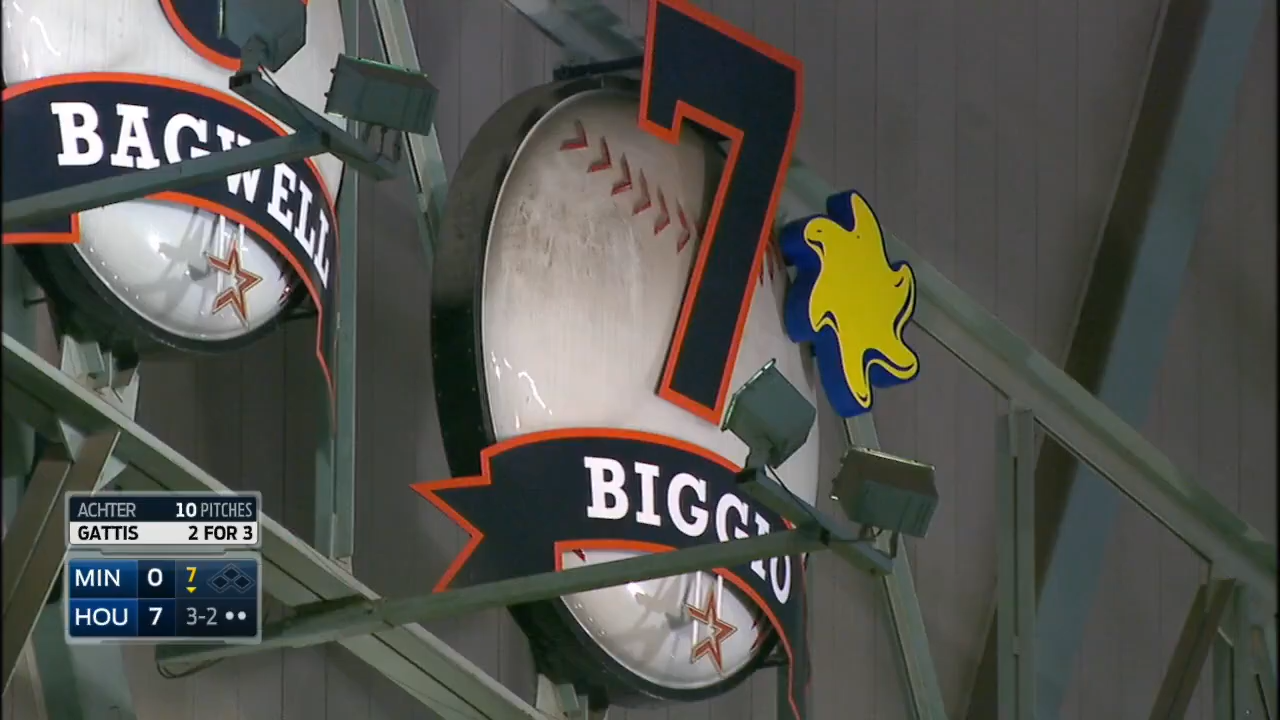 BAGWELL
7
BIGGIO
ACHTER 10 PITCHES
GATTIS 2 FOR 3
MIN 0 7
HOU 7 3-2